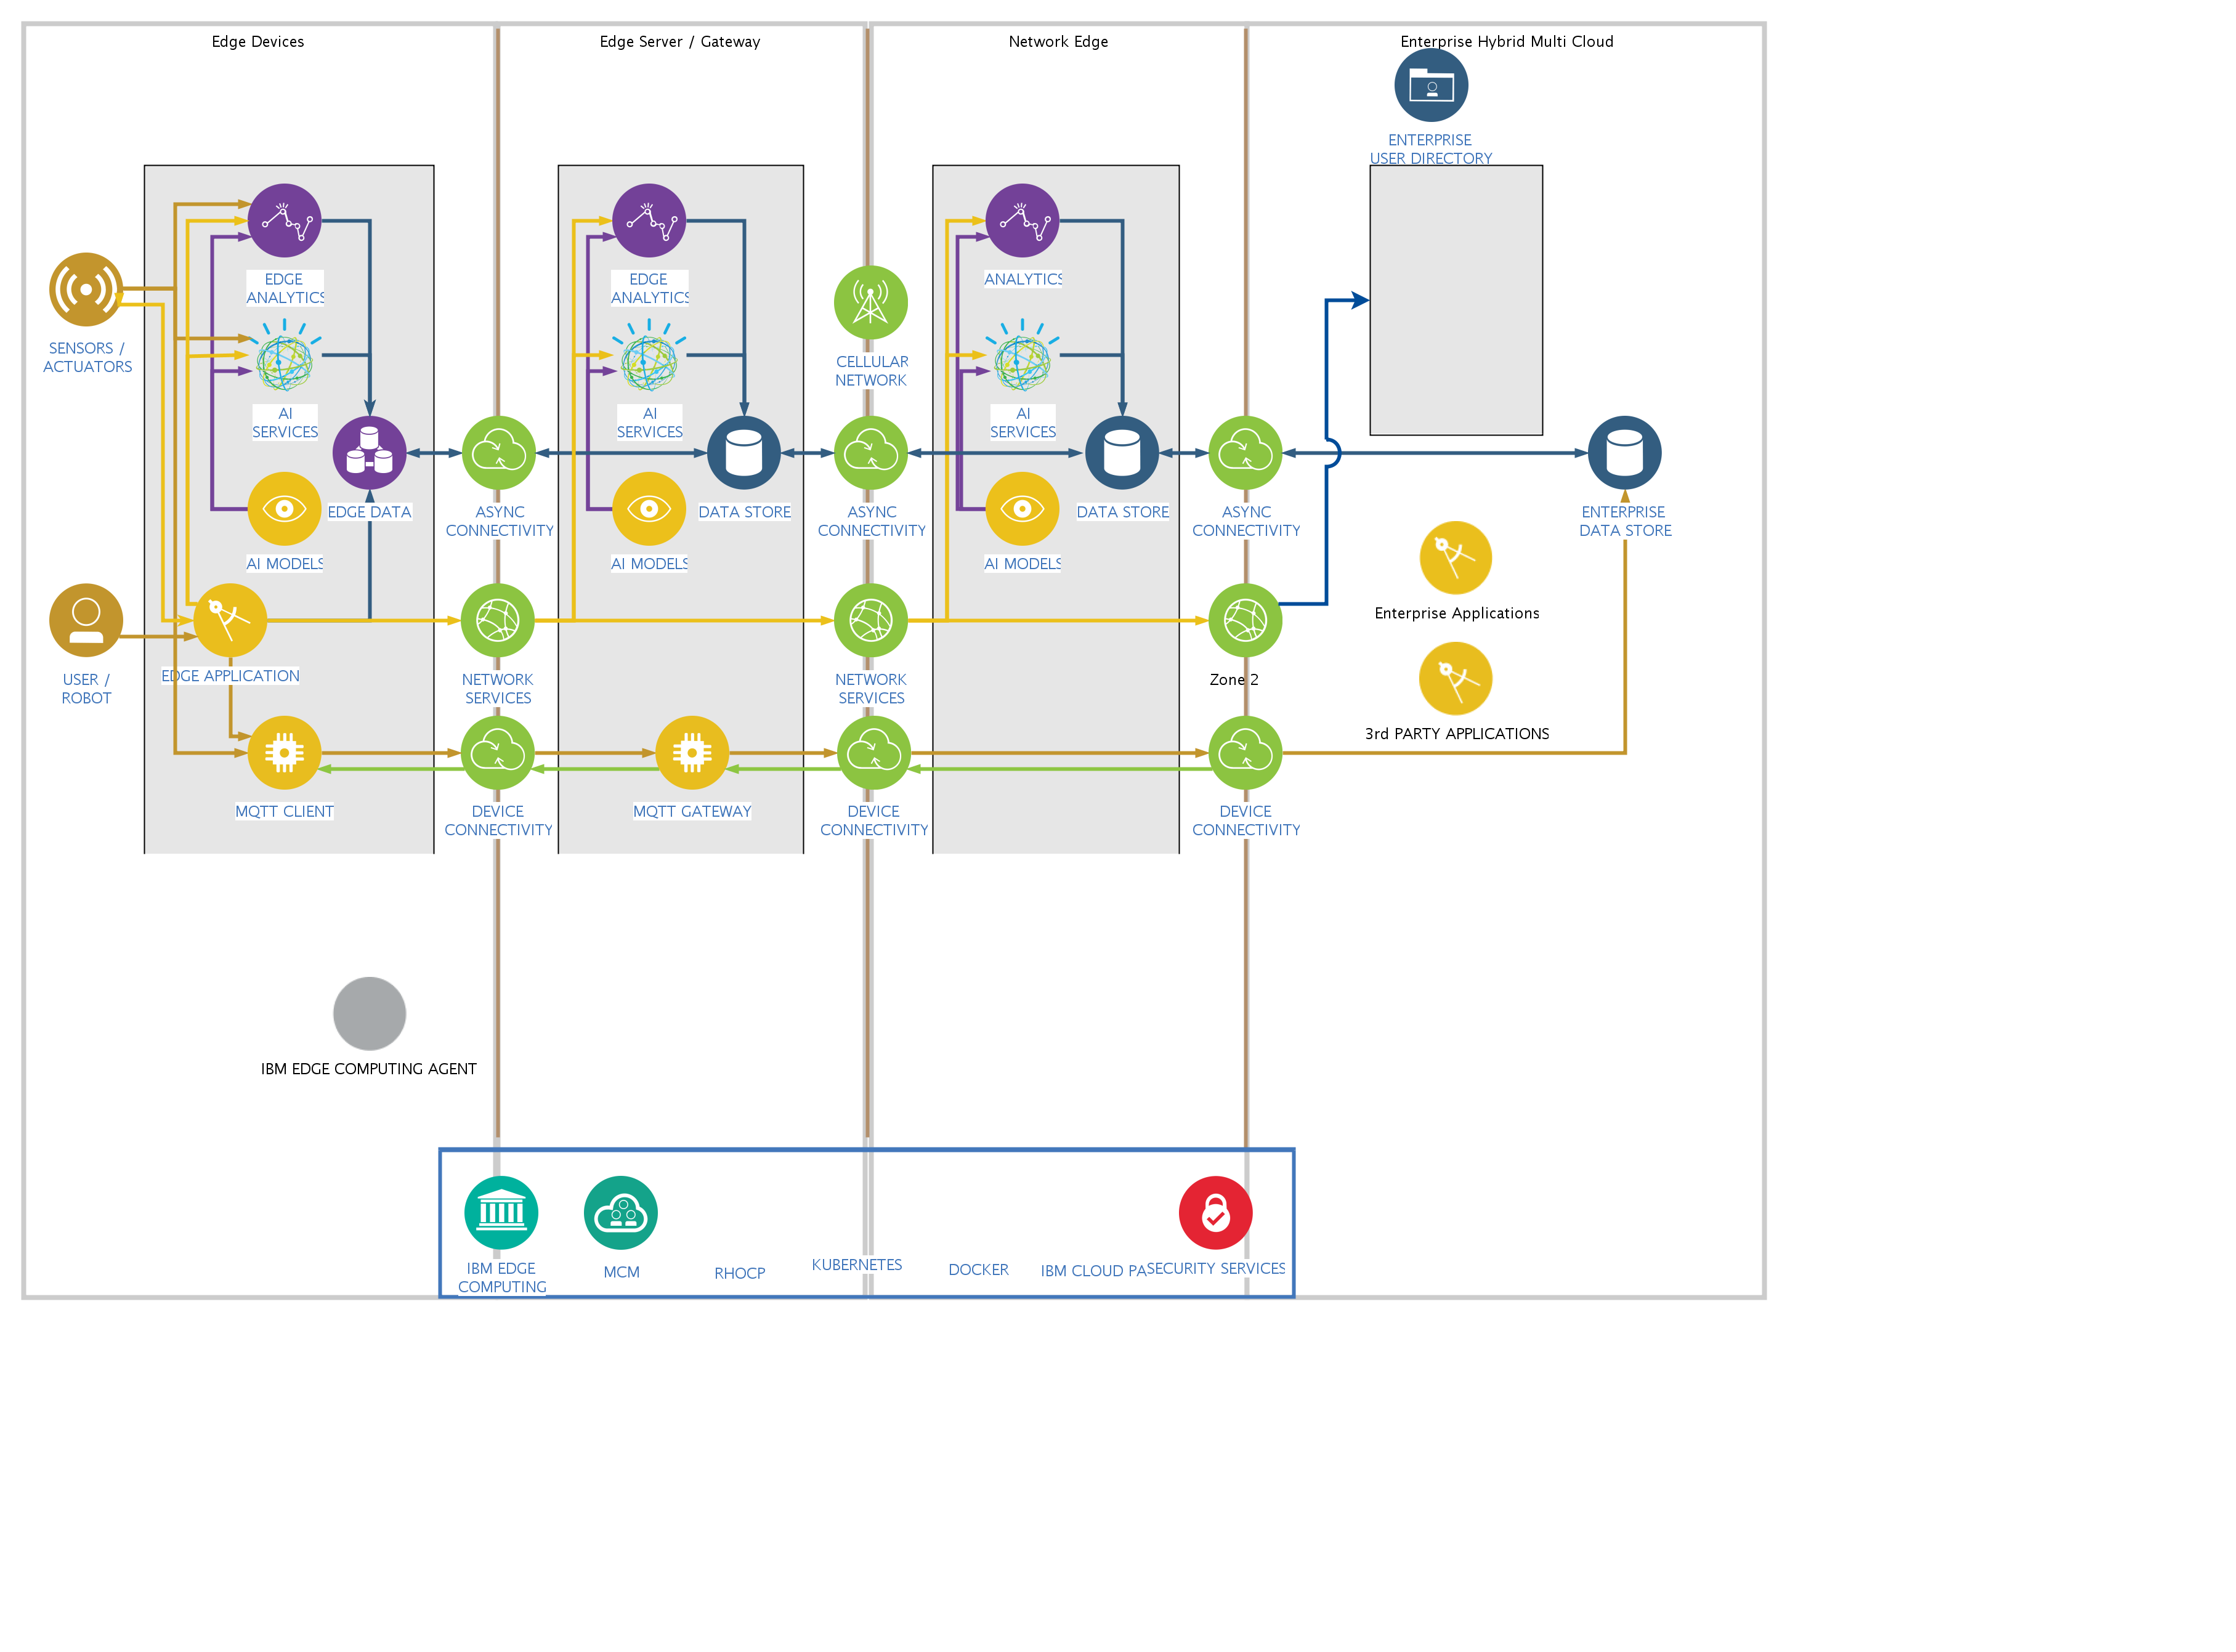 Edge Devices
Edge Server / Gateway
Network Edge
Enterprise Hybrid Multi Cloud
ENTERPRISE
USER DIRECTORY
EDGE
ANALYTICS
EDGE
ANALYTICS
ANALYTICS
SENSORS /
ACTUATORS
CELLULAR
NETWORK
AI
SERVICES
AI
SERVICES
AI
SERVICES
EDGE DATA
ASYNC
CONNECTIVITY
DATA STORE
ASYNC
CONNECTIVITY
DATA STORE
ASYNC
CONNECTIVITY
ENTERPRISE
DATA STORE
AI MODELS
AI MODELS
AI MODELS
Enterprise Applications
EDGE APPLICATION
USER /
ROBOT
NETWORK
SERVICES
NETWORK
SERVICES
Zone 2
3rd PARTY APPLICATIONS
MQTT CLIENT
DEVICE
CONNECTIVITY
MQTT GATEWAY
DEVICE
CONNECTIVITY
DEVICE
CONNECTIVITY
IBM EDGE COMPUTING AGENT
IBM EDGE
COMPUTING
MCM
RHOCP
KUBERNETES
DOCKER
IBM CLOUD PA
SECURITY SERVICES